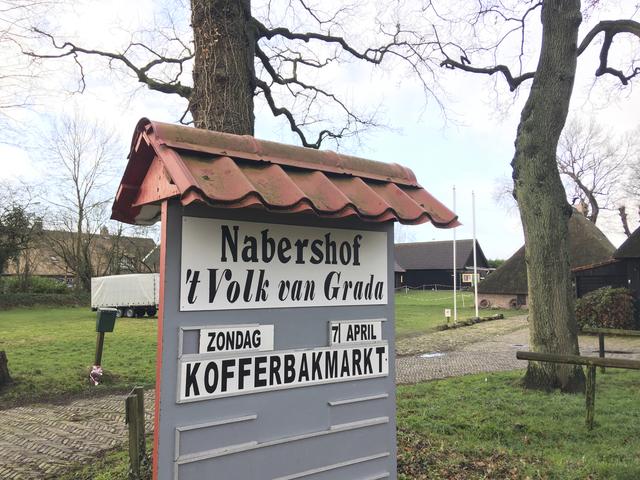 Nabershof
't Volk van Grada
ZONDAG 7 APRIL
KOFFERBAKMARKT